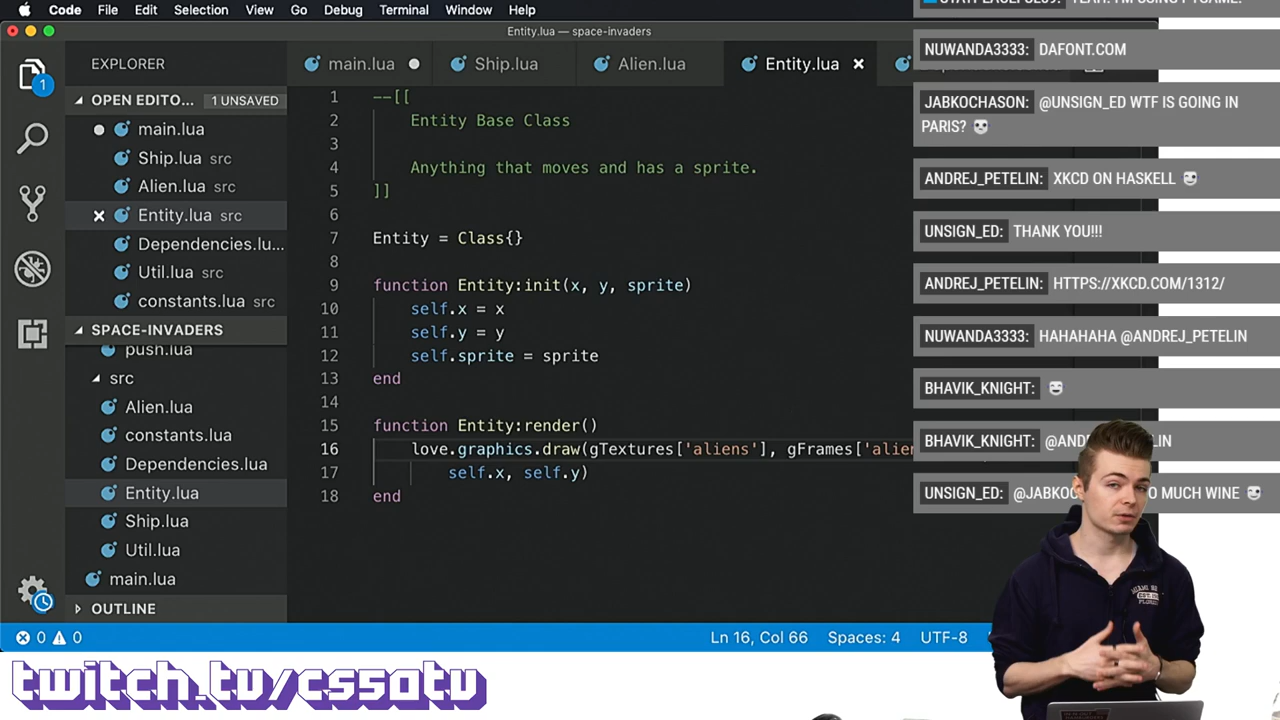 Code File Edit Selection View Go Debug Terminal Window Help
Entity.lua — space-invaders
EXPLORER
OPEN EDITO... 1 UNSAVED
main.lua
Ship.lua src
Alien.lua src
Entity.lua src
Dependencies.lu...
Util.lua src
constants.lua src
SPACE-INVADERS
push.lua
src
Alien.lua
constants.lua
Dependencies.lua
Entity.lua
Ship.lua
Util.lua
main.lua
OUTLINE
1
main.lua Ship.lua Alien.lua Entity.lua
1 --[[
2 Entity Base Class
3
4 Anything that moves and has a sprite.
5 ]]
6
7 Entity = Class{}
8
9 function Entity:init(x, y, sprite)
10 self.x = x
11 self.y = y
12 self.sprite = sprite
13 end
14
15 function Entity:render()
16 love.graphics.draw(gTextures['aliens'], gFrames['alien
17 self.x, self.y)
18 end
0 0 Ln 16, Col 66 Spaces: 4 UTF-8
NUWANDA3333: DAFONT.COM
JABKOCHASON: @UNSIGN_ED WTF IS GOING IN
PARIS?
ANDREJ_PETELIN: XKCD ON HASKELL
UNSIGN_ED: THANK YOU!!!
ANDREJ_PETELIN: HTTPS://XKCD.COM/1312/
NUWANDA3333: HAHAHAHA @ANDREJ_PETELIN
BHAVIK_KNIGHT:
BHAVIK_KNIGHT: @AND ELIN
UNSIGN_ED: @JABKO O MUCH WINE
twitch.tv/cs50tv